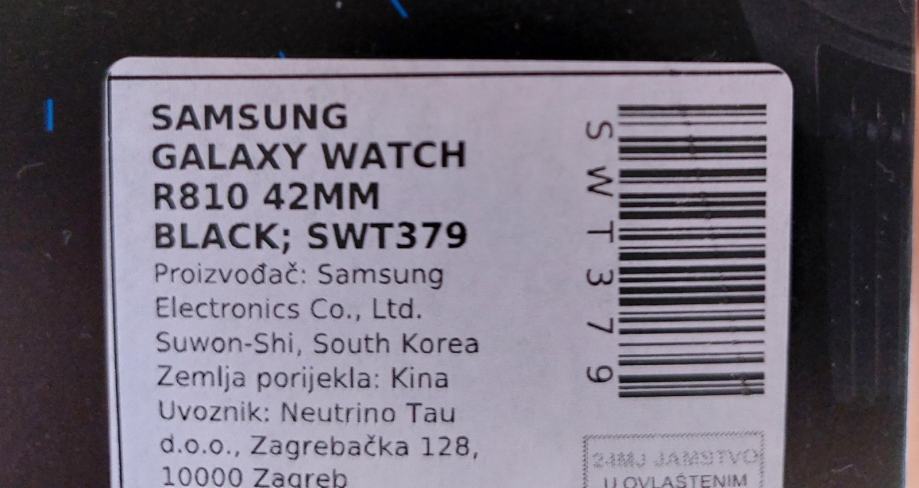 SAMSUNG
GALAXY WATCH
R810 42MM
BLACK; SWT379
Proizvođač: Samsung
Electronics Co., Ltd.
Suwon-Shi, South Korea
Zemlja porijekla: Kina
Uvoznik: Neutrino Tau
d.o.o., Zagrebačka 128,
10000 Zagreb
SWT379
24MJ JAMSTVO
U OVLAŠTENIM